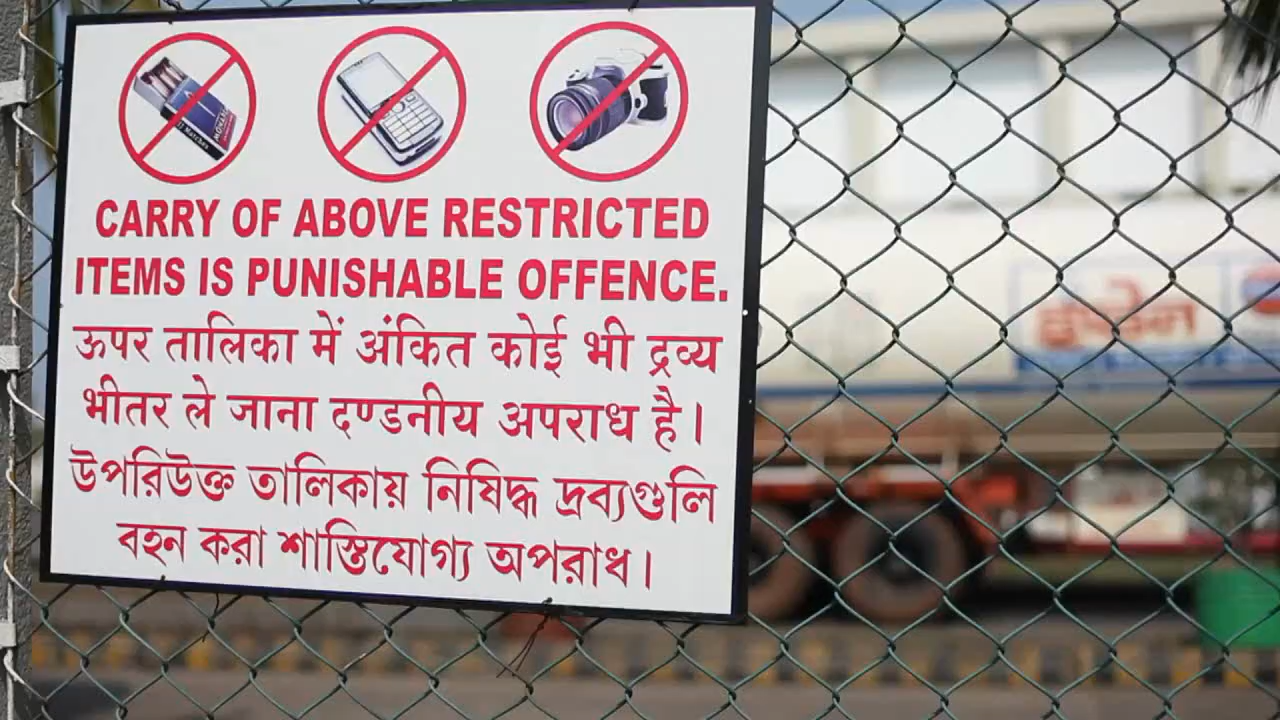 CARRY OF ABOVE RESTRICTED
ITEMS IS PUNISHABLE OFFENCE.
ऊपर तालिका में अंकित कोई भी द्रव्य
भीतर ले जाना दण्डनीय अपराध है।
উপরিউক্ত তালিকায় নিষিদ্ধ দ্রব্যগুলি
বহন করা শাস্তিযোগ্য অপরাধ।